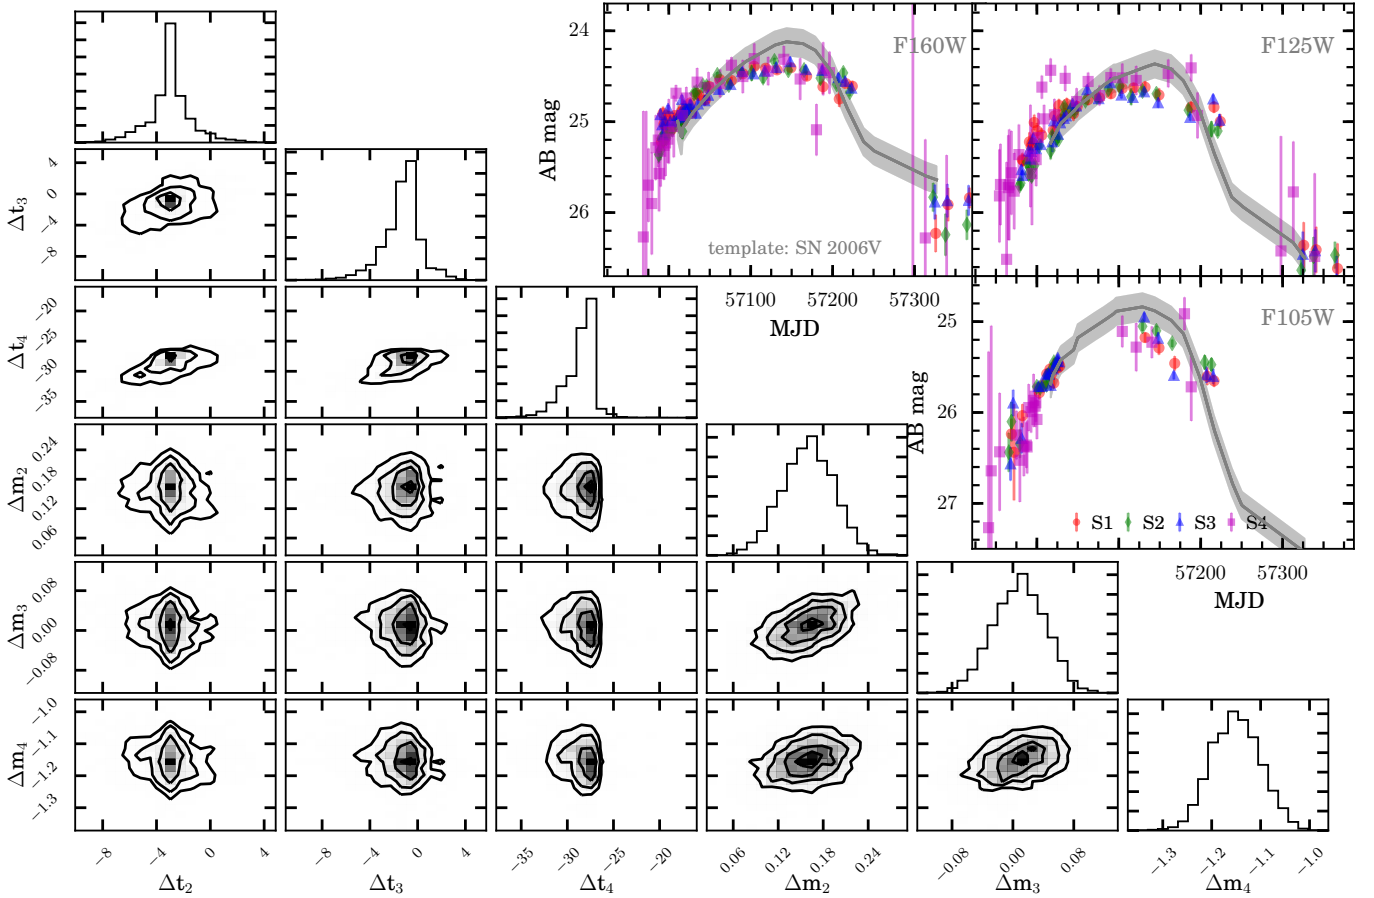 24
25
26
AB mag
F160W
template: SN 2006V
57100 57200 57300
MJD
F125W
25
26
27
AB mag
F105W
S1 S2 S3 S4
57200 57300
MJD
4
0
−4
−8
Δt3
−20
−25
−30
−35
Δt4
0.24
0.18
0.12
0.06
Δm2
0.08
0.00
−0.08
Δm3
−1.0
−1.1
−1.2
−1.3
Δm4
−8 −4 0 4
Δt2
−8 −4 0 4
Δt3
−35 −30 −25 −20
Δt4
0.06 0.12 0.18 0.24
Δm2
−0.08 0.00 0.08
Δm3
−1.3 −1.2 −1.1 −1.0
Δm4